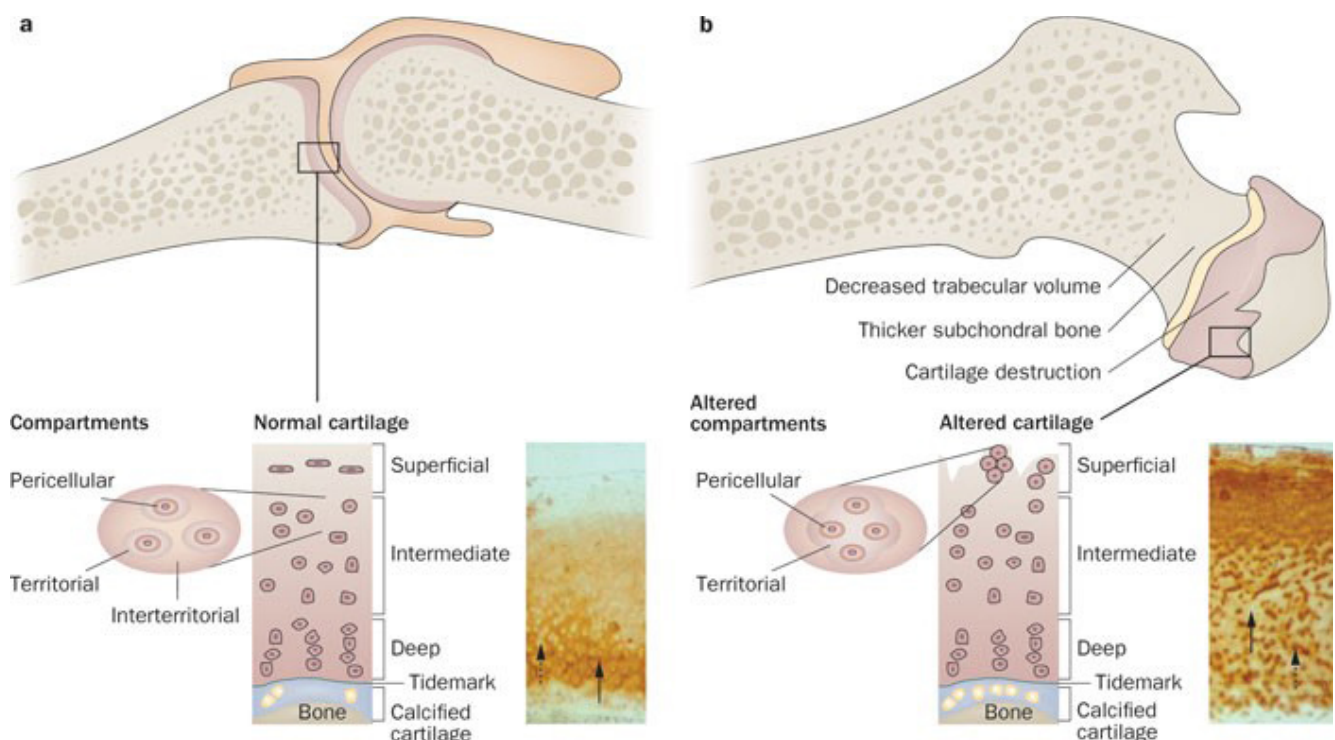 a
Compartments
Normal cartilage
Pericellular
Territorial
Interterritorial
Superficial
Intermediate
Deep
Tidemark
Bone
Calcified
cartilage
b
Decreased trabecular volume
Thicker subchondral bone
Cartilage destruction
Altered
compartments
Altered cartilage
Pericellular
Territorial
Superficial
Intermediate
Deep
Tidemark
Bone
Calcified
cartilage